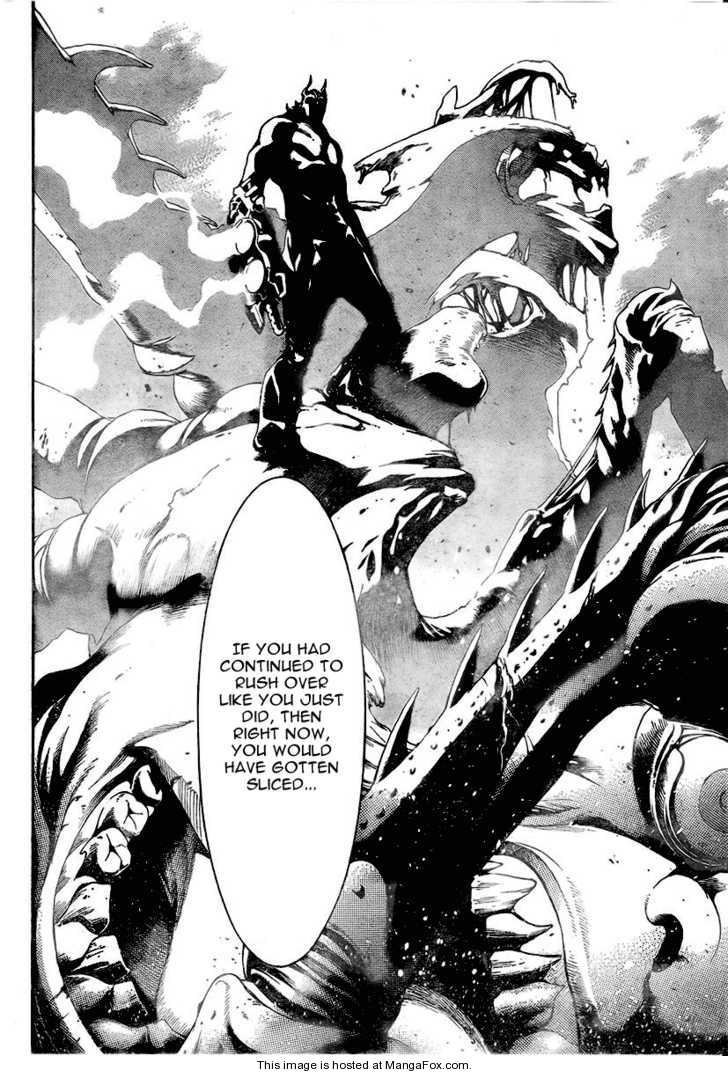 IF YOU HAD
CONTINUED TO
RUSH OVER
LIKE YOU JUST
DID, THEN
RIGHT NOW,
YOU WOULD
HAVE GOTTEN
SLICED...
This image is hosted at MangaFox.com.